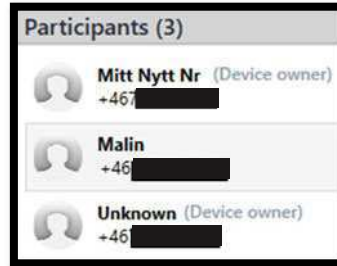 Participants (3)
Mitt Nytt Nr (Device owner)
+467
Malin
+46
Unknown (Device owner)
+46